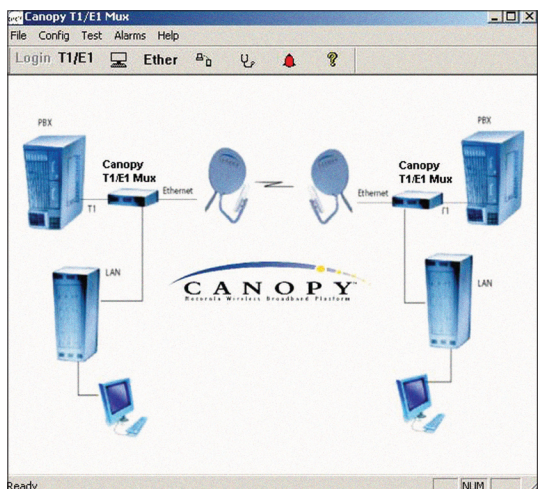 Canopy T1/E1 Mux
File Config Test Alarms Help
Login T1/E1 Ether
PBX
Canopy
T1/E1 Mux
T1
Ethernet
LAN
PBX
Canopy
T1/E1 Mux
Ethernet
T1
LAN
CANOPY™
Motorola Wireless Broadband Platform
Ready NUM